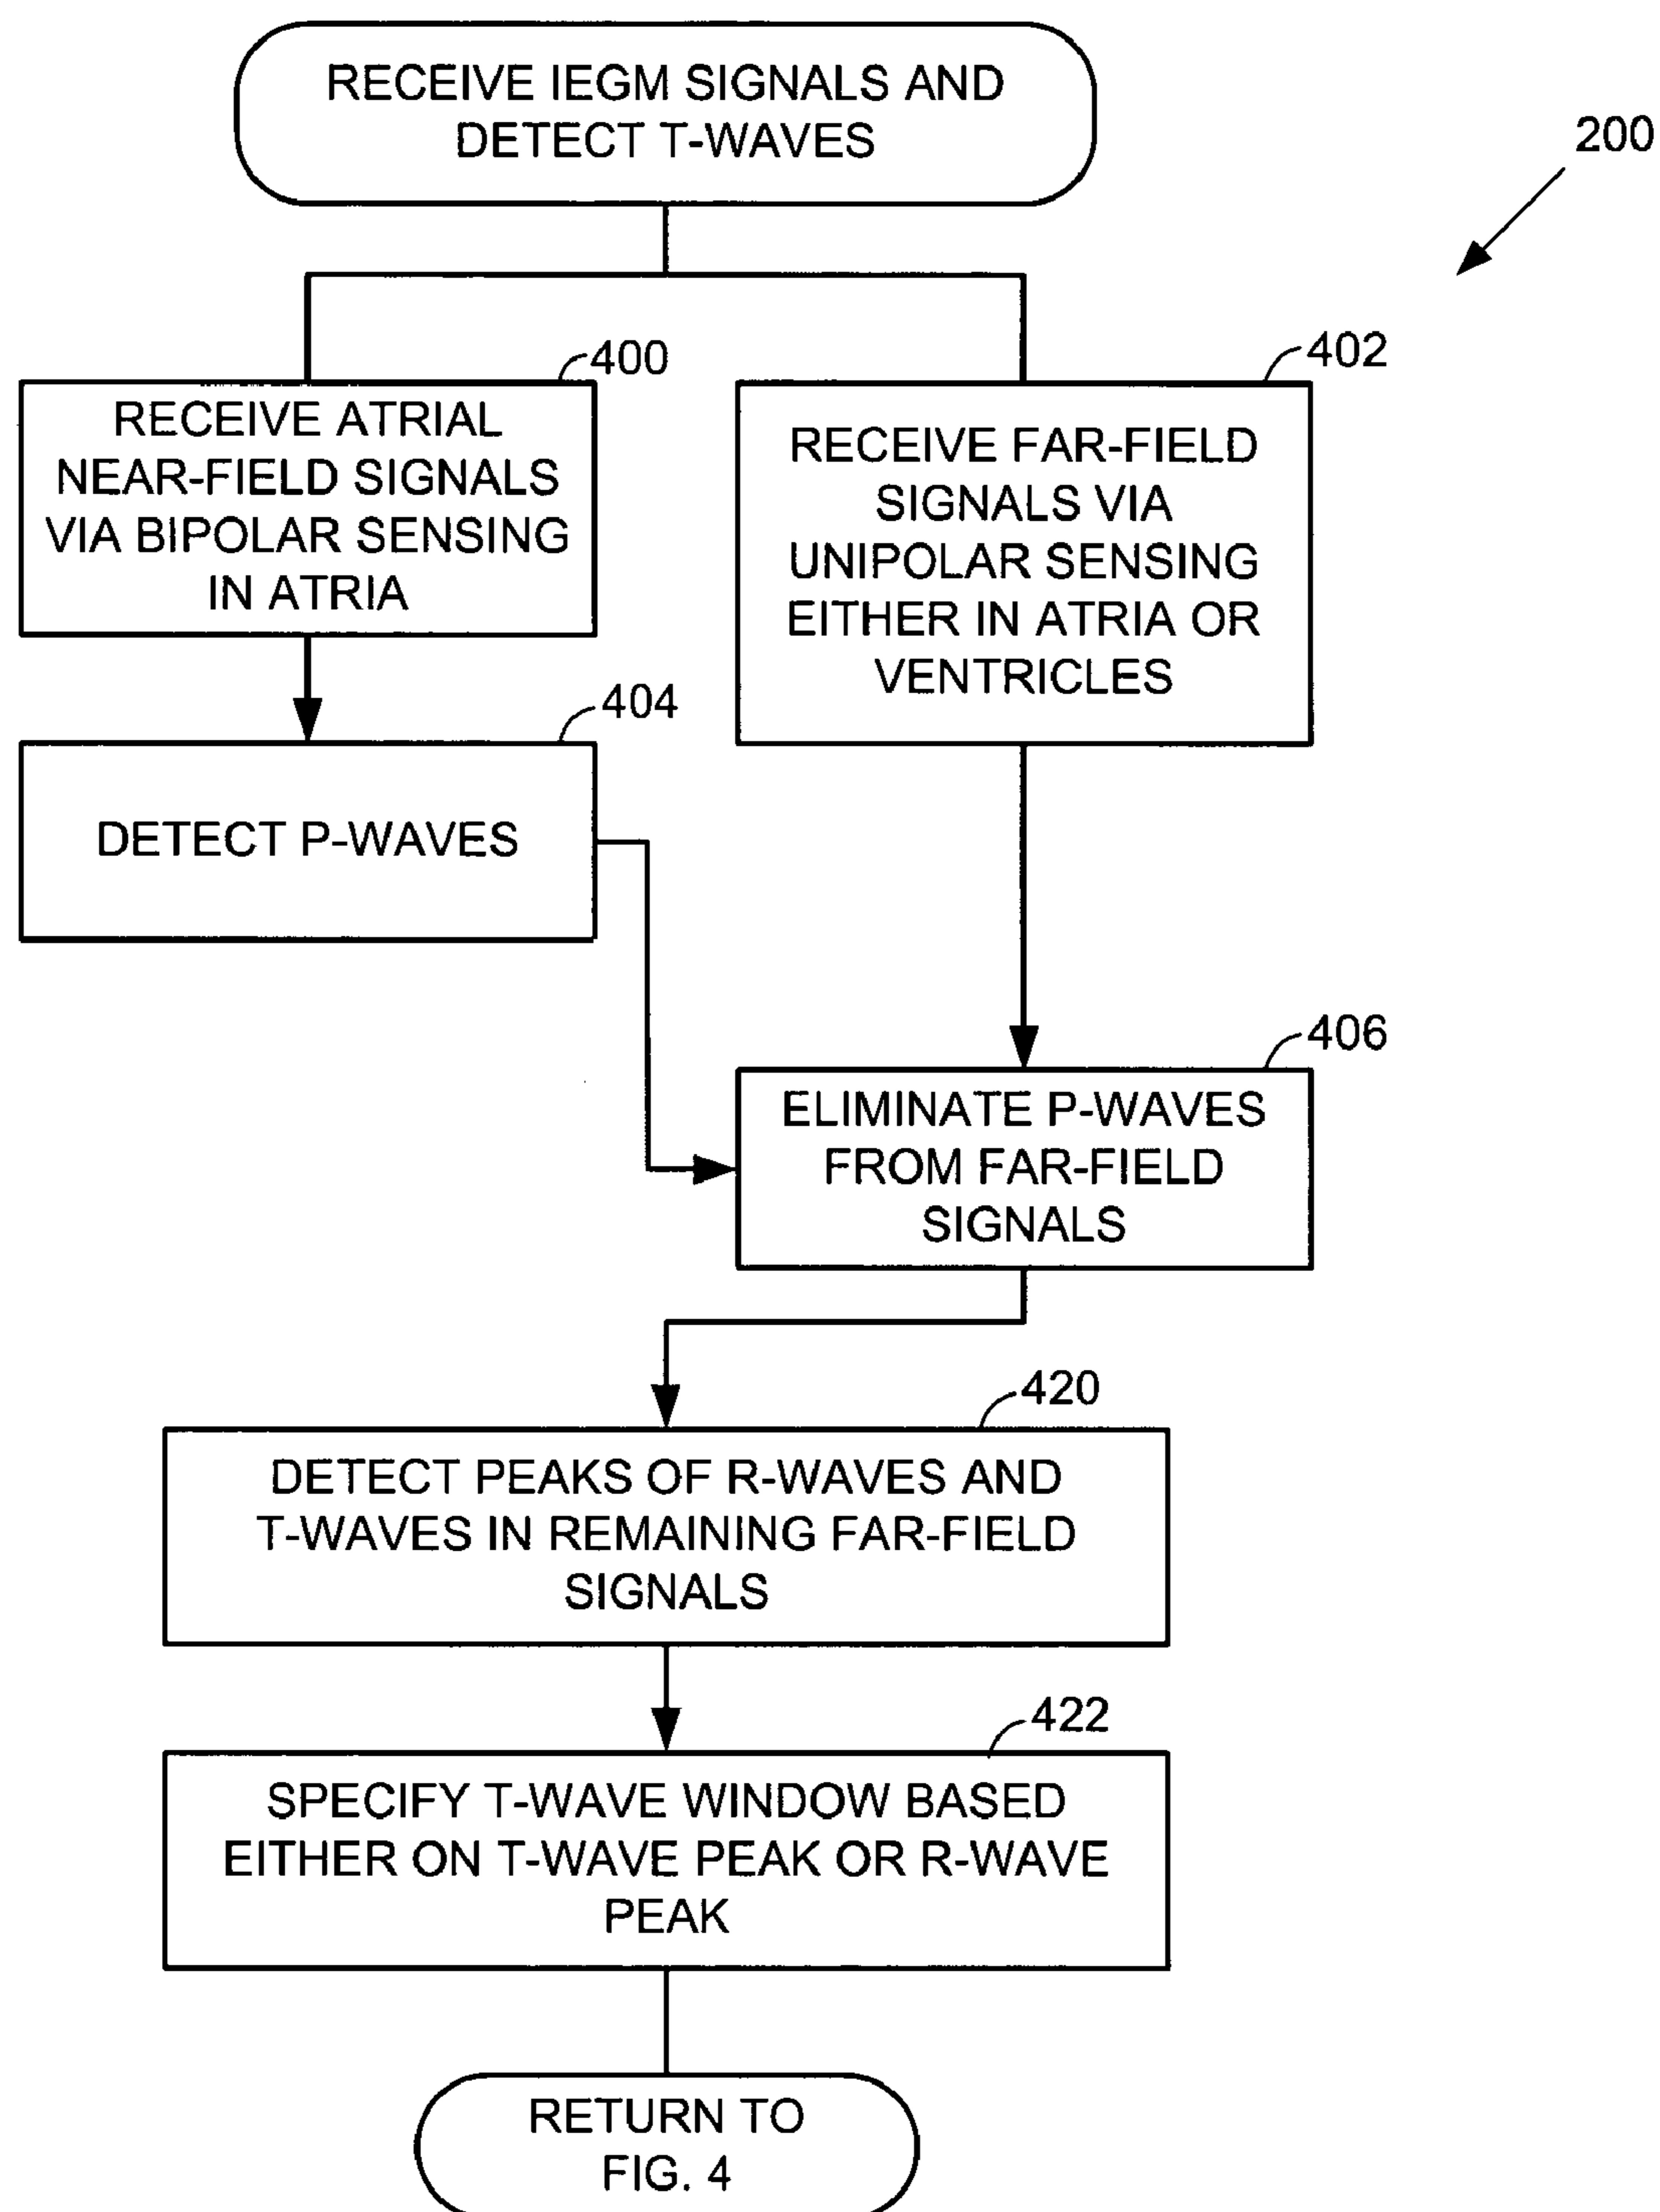 RECEIVE IEGM SIGNALS AND
DETECT T-WAVES
200
400
RECEIVE ATRIAL
NEAR-FIELD SIGNALS
VIA BIPOLAR SENSING
IN ATRIA
402
RECEIVE FAR-FIELD
SIGNALS VIA
UNIPOLAR SENSING
EITHER IN ATRIA OR
VENTRICLES
404
DETECT P-WAVES
406
ELIMINATE P-WAVES
FROM FAR-FIELD
SIGNALS
420
DETECT PEAKS OF R-WAVES AND
T-WAVES IN REMAINING FAR-FIELD
SIGNALS
422
SPECIFY T-WAVE WINDOW BASED
EITHER ON T-WAVE PEAK OR R-WAVE
PEAK
RETURN TO
FIG. 4